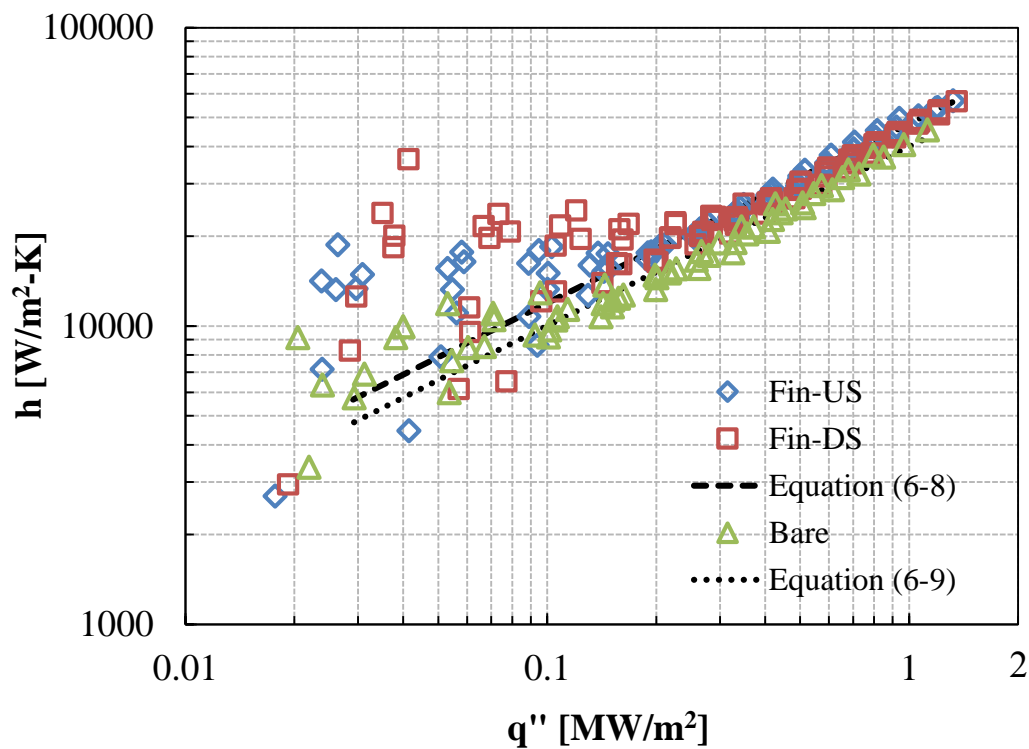 100000
10000
1000
h [W/m²-K]
Fin-US
Fin-DS
Equation (6-8)
Bare
Equation (6-9)
0.01
0.1
1
2
q'' [MW/m²]